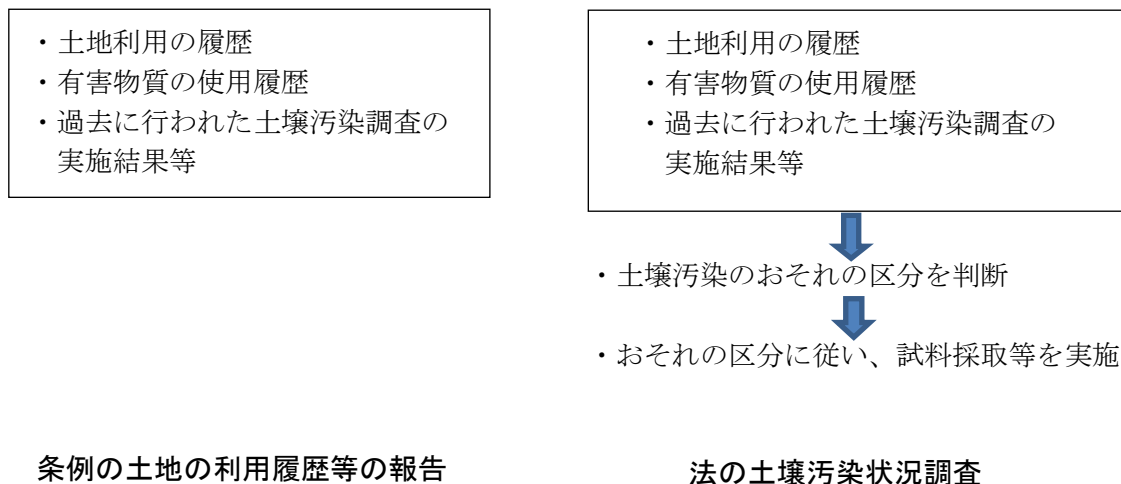 ・土地利用の履歴
・有害物質の使用履歴
・過去に行われた土壌汚染調査の
実施結果等
条例の土地の利用履歴等の報告
・土地利用の履歴
・有害物質の使用履歴
・過去に行われた土壌汚染調査の
実施結果等
・土壌汚染のおそれの区分を判断
・おそれの区分に従い、試料採取等を実施
法の土壌汚染状況調査